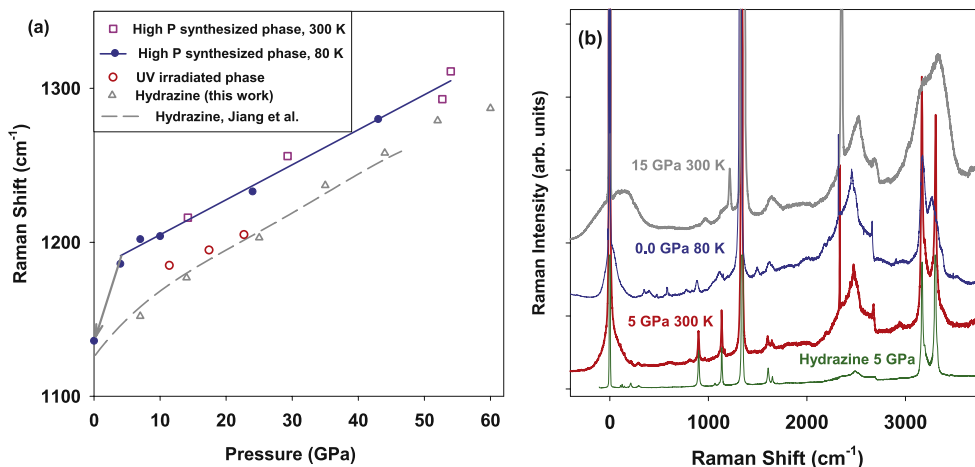 (a)
High P synthesized phase, 300 K
High P synthesized phase, 80 K
UV irradiated phase
Hydrazine (this work)
Hydrazine, Jiang et al.
1300
1200
1100
Raman Shift (cm-1)
0 10 20 30 40 50 60
Pressure (GPa)
(b)
15 GPa 300 K
0.0 GPa 80 K
5 GPa 300 K
Hydrazine 5 GPa
Raman Intensity (arb. units)
0 1000 2000 3000
Raman Shift (cm-1)